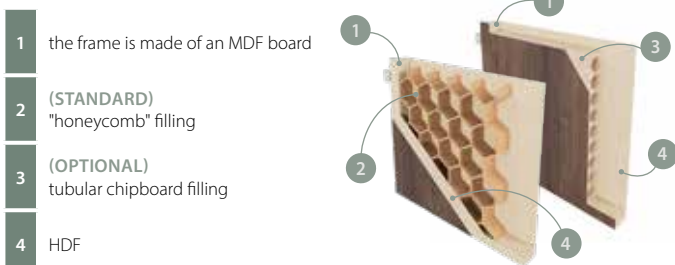 1 the frame is made of an MDF board
2 (STANDARD)
"honeycomb" filling
3 (OPTIONAL)
tubular chipboard filling
4 HDF
1
1
3
2
4
4